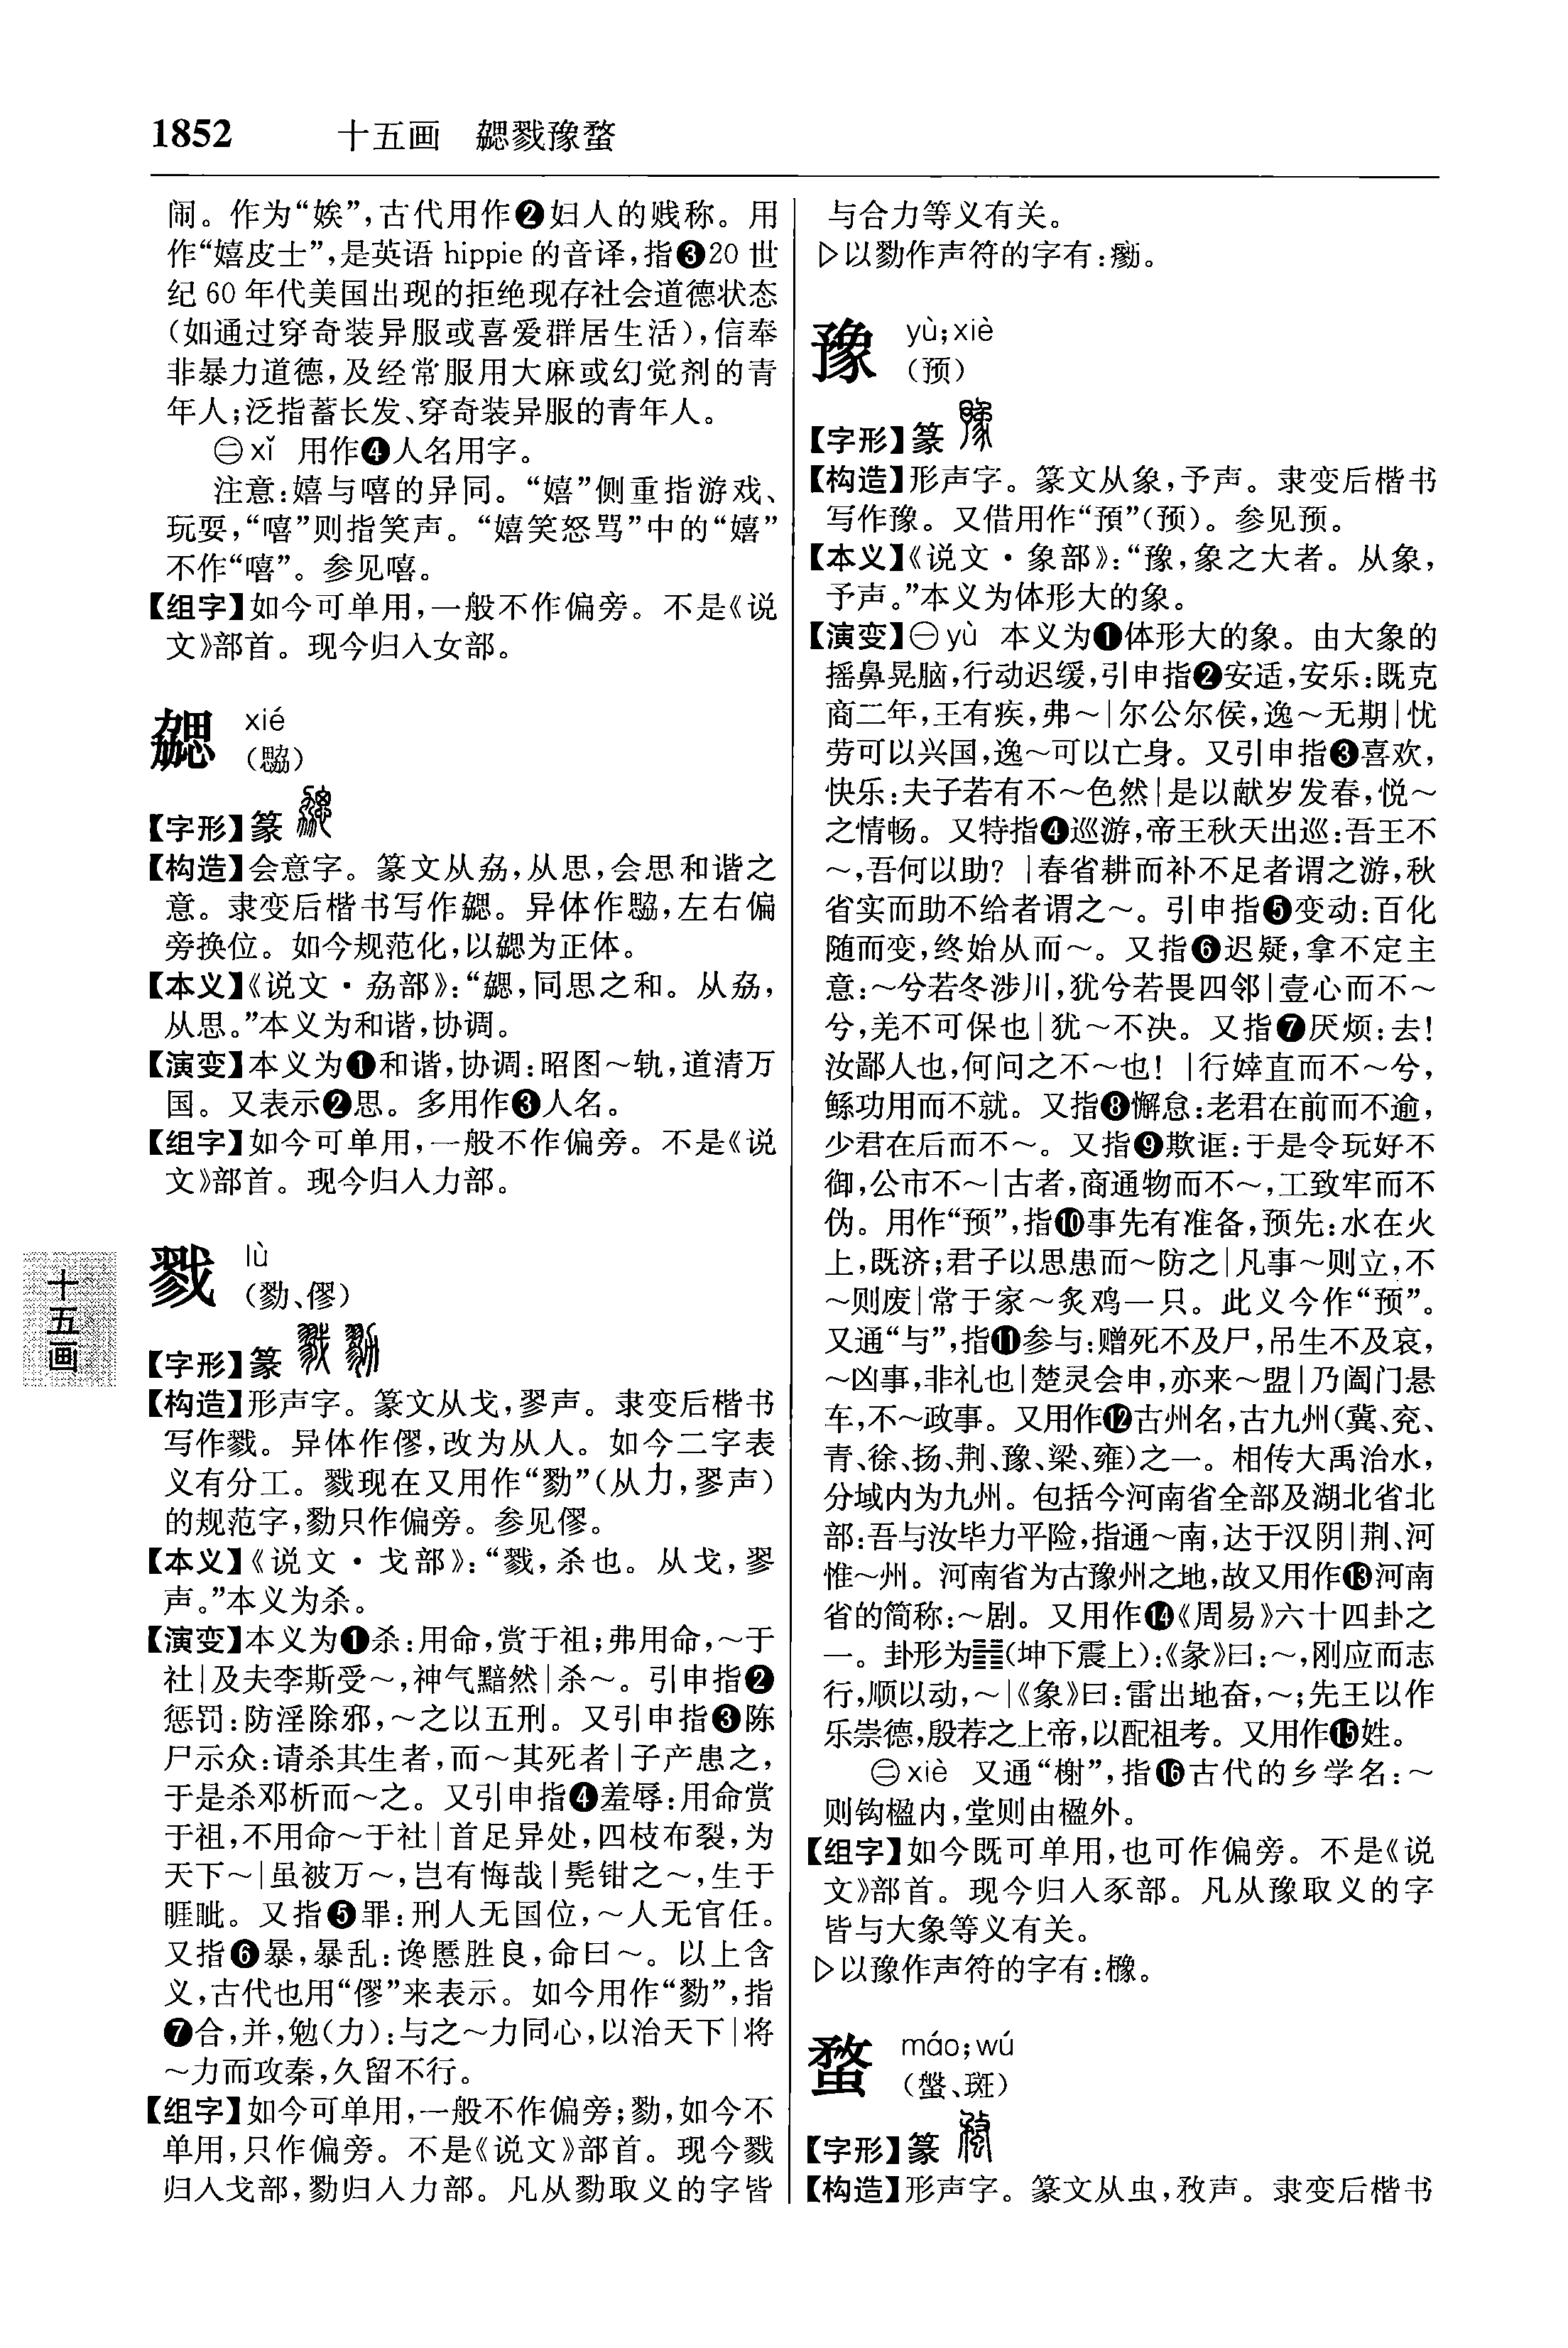 1852 十五画 勰戮豫蝥
闹。作为“娭”,古代用作❷妇人的贱称。用
作“嬉皮士”,是英语 hippie 的音译,指❸20 世
纪 60 年代美国出现的拒绝现存社会道德状态
(如通过穿奇装异服或喜爱群居生活),信奉
非暴力道德,及经常服用大麻或幻觉剂的青
年人;泛指蓄长发、穿奇装异服的青年人。
㊁xǐ 用作❹人名用字。
注意:嬉与嘻的异同。“嬉”侧重指游戏、
玩耍,“嘻”则指笑声。“嬉笑怒骂”中的“嬉”
不作“嘻”。参见嘻。
【组字】如今可单用,一般不作偏旁。不是《说
文》部首。现今归入女部。
勰 xié
(䴑)
【字形】篆
【构造】会意字。篆文从劦,从思,会思和谐之
意。隶变后楷书写作勰。异体作,左右偏
旁换位。如今规范化,以勰为正体。
【本义】《说文·劦部》:“勰,同思之和。从劦,
从思。”本义为和谐,协调。
【演变】本义为❶和谐,协调:昭图～轨,道清万
国。又表示❷思。多用作❸人名。
【组字】如今可单用,一般不作偏旁。不是《说
文》部首。现今归入力部。
十五画
戮 lù
(勠、僇)
【字形】篆
【构造】形声字。篆文从戈,翏声。隶变后楷书
写作戮。异体作僇,改为从人。如今二字表
义有分工。戮现在又用作“勠”(从力,翏声)
的规范字,勠只作偏旁。参见僇。
【本义】《说文·戈部》:“戮,杀也。从戈,翏
声。”本义为杀。
【演变】本义为❶杀:用命,赏于祖;弗用命,～于
社|及夫李斯受～,神气黯然|杀～。引申指❷
惩罚:防淫除邪,～之以五刑。又引申指❸陈
尸示众:请杀其生者,而～其死者|子产患之,
于是杀邓析而～之。又引申指❹羞辱:用命赏
于祖,不用命～于社|首足异处,四枝布裂,为
天下～|虽被万～,岂有悔哉|髡钳之～,生于
睚眦。又指❺罪:刑人无国位,～人无官任。
又指❻暴,暴乱:谗慝胜良,命曰～。以上含
义,古代也用“僇”来表示。如今用作“勠”,指
❼合,并,勉(力):与之～力同心,以治天下|将
～力而攻秦,久留不行。
【组字】如今可单用,一般不作偏旁;勠,如今不
单用,只作偏旁。不是《说文》部首。现今戮
归入戈部,勠归入力部。凡从勠取义的字皆
与合力等义有关。
▷以勠作声符的字有:。
豫 yù;xiè
(预)
【字形】篆
【构造】形声字。篆文从象,予声。隶变后楷书
写作豫。又借用作“預”(预)。参见预。
【本义】《说文·象部》:“豫,象之大者。从象,
予声。”本义为体形大的象。
【演变】㊀yù 本义为❶体形大的象。由大象的
摇鼻晃脑,行动迟缓,引申指❷安适,安乐:既克
商二年,王有疾,弗～|尔公尔侯,逸～无期|忧
劳可以兴国,逸～可以亡身。又引申指❸喜欢,
快乐:夫子若有不～色然|是以献岁发春,悦～
之情畅。又特指❹巡游,帝王秋天出巡:吾王不
～,吾何以助?|春省耕而补不足者谓之游,秋
省实而助不给者谓之～。引申指❺变动:百化
随而变,终始从而～。又指❻迟疑,拿不定主
意:～兮若冬涉川,犹兮若畏四邻|壹心而不～
兮,羌不可保也|犹～不决。又指❼厌烦:去!
汝鄙人也,何问之不～也!|行婞直而不～兮,
鲧功用而不就。又指❽懈怠:老君在前而不逾,
少君在后而不～。又指❾欺诓:于是令玩好不
御,公市不～|古者,商通物而不～,工致牢而不
伪。用作“预”,指❿事先有准备,预先:水在火
上,既济;君子以思患而～防之|凡事～则立,不
～则废|常于家～炙鸡一只。此义今作“预”。
又通“与”,指⓫参与:赠死不及尸,吊生不及哀,
～凶事,非礼也|楚灵会申,亦来～盟|乃阖门悬
车,不～政事。又用作⓬古州名,古九州(冀、兖、
青、徐、扬、荆、豫、梁、雍)之一。相传大禹治水,
分域内为九州。包括今河南省全部及湖北省北
部:吾与汝毕力平险,指通～南,达于汉阴|荆、河
惟～州。河南省为古豫州之地,故又用作⓭河南
省的简称:～剧。又用作⓮《周易》六十四卦之
一。卦形为䷏(坤下震上):《彖》曰:～,刚应而志
行,顺以动,～|《象》曰:雷出地奋,～;先王以作
乐崇德,殷荐之上帝,以配祖考。又用作⓯姓。
㊁xiè 又通“榭”,指⓰古代的乡学名:～
则钩楹内,堂则由楹外。
【组字】如今既可单用,也可作偏旁。不是《说
文》部首。现今归入豕部。凡从豫取义的字
皆与大象等义有关。
▷以豫作声符的字有:櫲。
蝥 máo;wú
(蟹、斑)
【字形】篆
【构造】形声字。篆文从虫,敄声。隶变后楷书